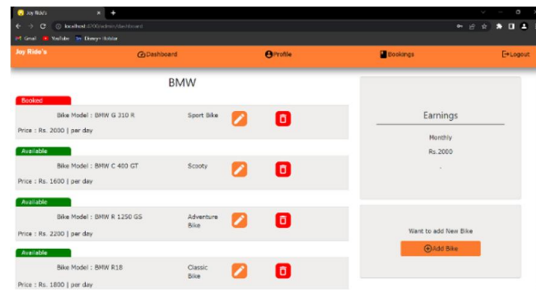 Joy Ride's
localhost:4200/admin/dashboard
Gmail YouTube
Joy Ride's Dashboard Profile Bookings Logout
BMW
Booked
Bike Model : BMW G 310 R Sport Bike
Price : Rs. 2000 | per day
Available
Bike Model : BMW C 400 GT Scooty
Price : Rs. 1600 | per day
Available
Bike Model : BMW R 1250 GS Adventure Bike
Price : Rs. 2200 | per day
Available
Bike Model : BMW R18 Classic Bike
Price : Rs. 1800 | per day
Earnings
Monthly
Rs.2000
Want to add New Bike
Add Bike